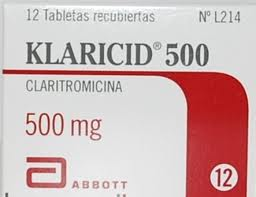 12 Tabletas recubiertas Nº L214
KLARICID® 500
CLARITROMICINA
500 mg
ABBOTT
12